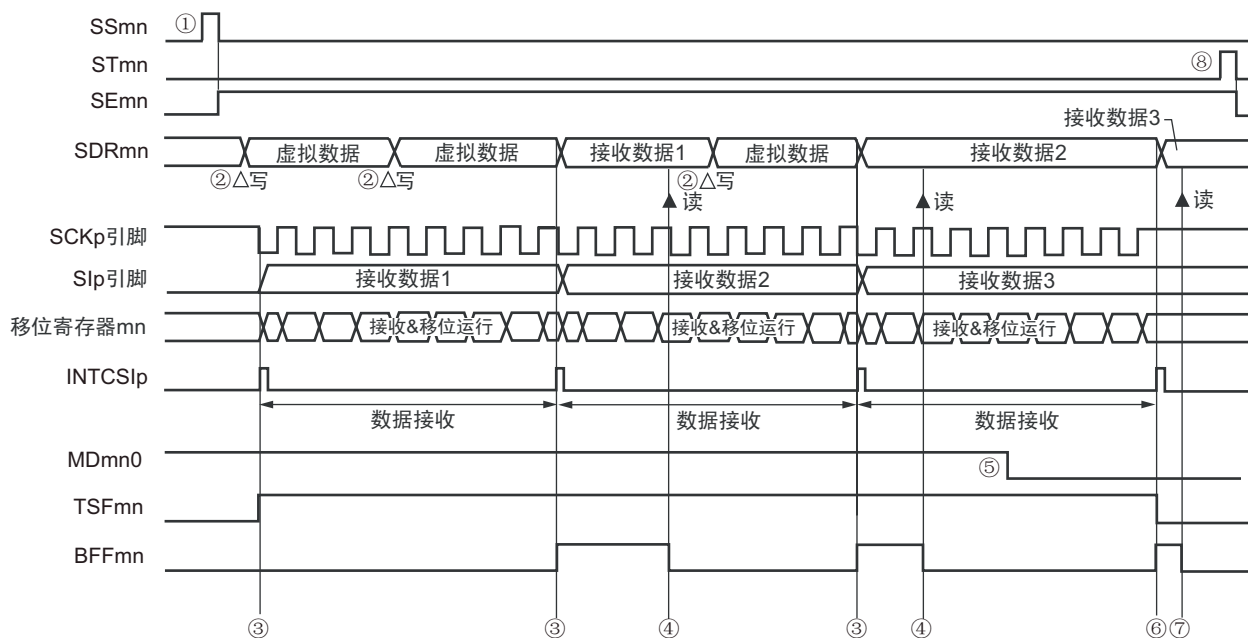 ① SSmn
STmn ⑧
SEmn
接收数据3
SDRmn 虚拟数据 虚拟数据 接收数据1 虚拟数据 接收数据2
②△写 ②△写 ②△写
▲读 ▲读 ▲读
SCKp引脚
SIp引脚 接收数据1 接收数据2 接收数据3
移位寄存器mn 接收&移位运行 接收&移位运行 接收&移位运行
INTCSIp
数据接收 数据接收 数据接收
MDmn0 ⑤
TSFmn
BFFmn
③ ③ ④ ③ ④ ⑥⑦